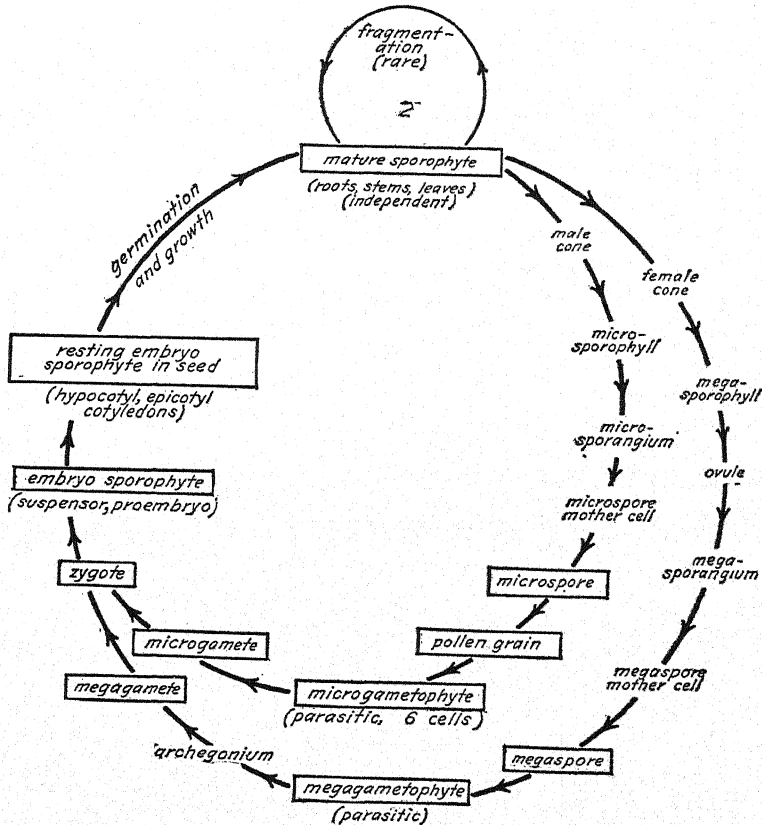 fragment-
ation
(rare)
2
mature sporophyte
(roots, stems, leaves)
(independent)
germination
and growth
male
cone
female
cone
resting embryo
sporophyte in seed
(hypocotyl, epicotyl
cotyledons)
micro-
sporophyll
mega-
sporophyll
micro-
sporangium
ovule
embryo sporophyte
(suspensor, proembryo)
microspore
mother cell
mega-
sporangium
zygote
microspore
microgamete
pollen grain
megagamete
microgametophyte
(parasitic, 6 cells)
megaspore
mother cell
archegonium
megaspore
megagametophyte
(parasitic)